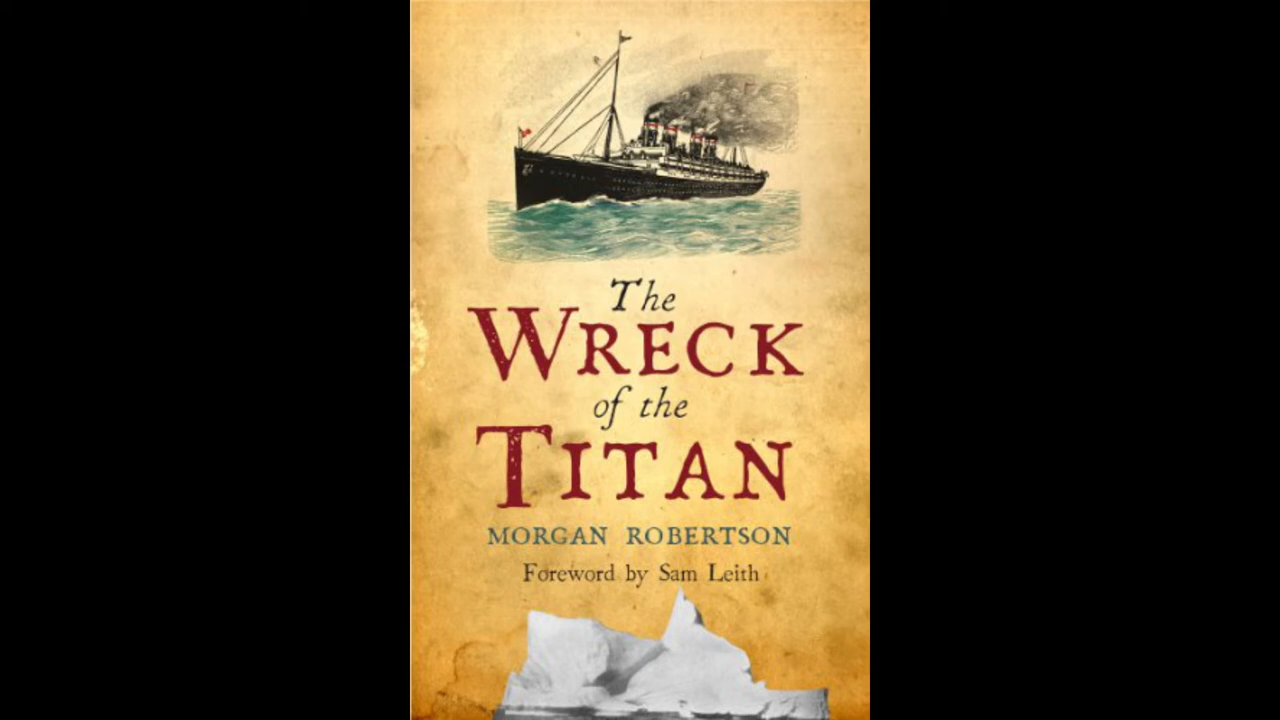 The
WRECK
of the
TITAN
MORGAN ROBERTSON
Foreword by Sam Leith